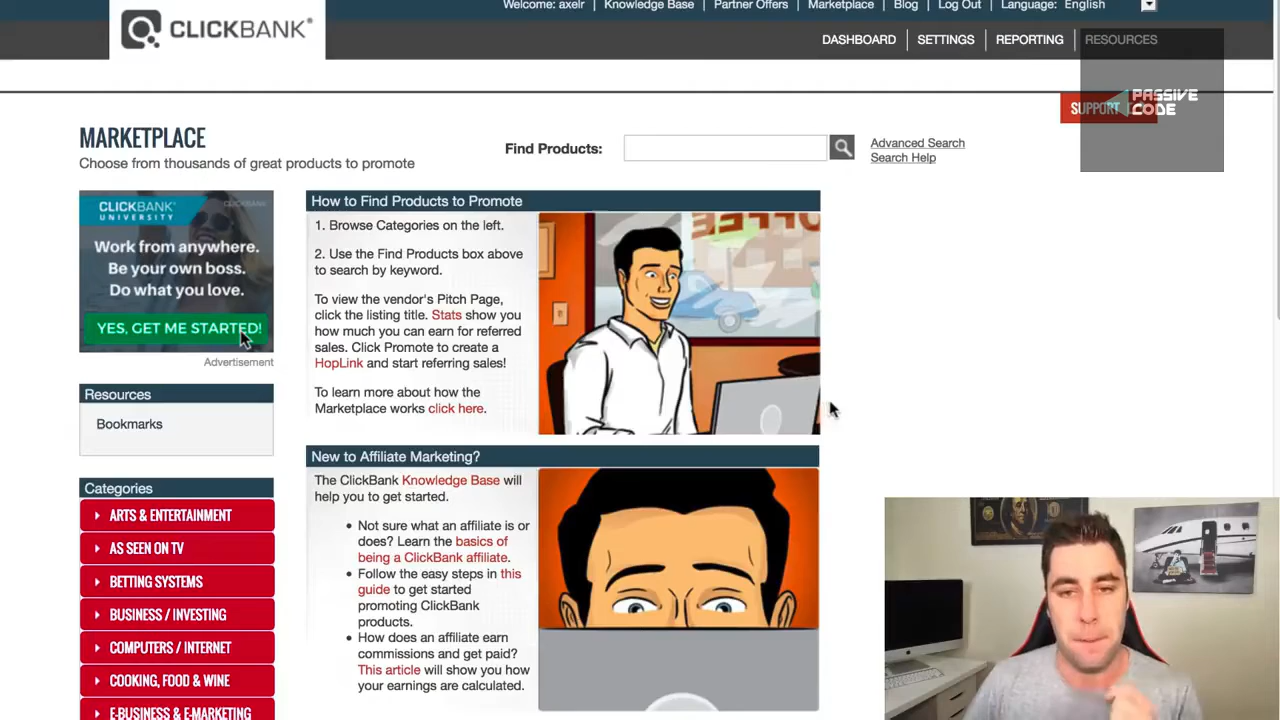 Welcome: axelr | Knowledge Base | Partner Offers | Marketplace | Blog | Log Out | Language: English
CLICKBANK®
DASHBOARD | SETTINGS | REPORTING | RESOURCES
PASSIVE
CODE
SUPPORT
MARKETPLACE
Choose from thousands of great products to promote
Find Products:
Advanced Search
Search Help
CLICKBANK®
UNIVERSITY
CLICKBANK
Work from anywhere.
Be your own boss.
Do what you love.
YES, GET ME STARTED!
Advertisement
Resources
Bookmarks
Categories
ARTS & ENTERTAINMENT
AS SEEN ON TV
BETTING SYSTEMS
BUSINESS / INVESTING
COMPUTERS / INTERNET
COOKING, FOOD & WINE
E-BUSINESS & E-MARKETING
How to Find Products to Promote
1. Browse Categories on the left.
2. Use the Find Products box above
to search by keyword.
To view the vendor's Pitch Page,
click the listing title. Stats show you
how much you can earn for referred
sales. Click Promote to create a
HopLink and start referring sales!
To learn more about how the
Marketplace works click here.
New to Affiliate Marketing?
The ClickBank Knowledge Base will
help you to get started.
• Not sure what an affiliate is or
does? Learn the basics of
being a ClickBank affiliate.
• Follow the easy steps in this
guide to get started
promoting ClickBank
products.
• How does an affiliate earn
commissions and get paid?
This article will show you how
your earnings are calculated.